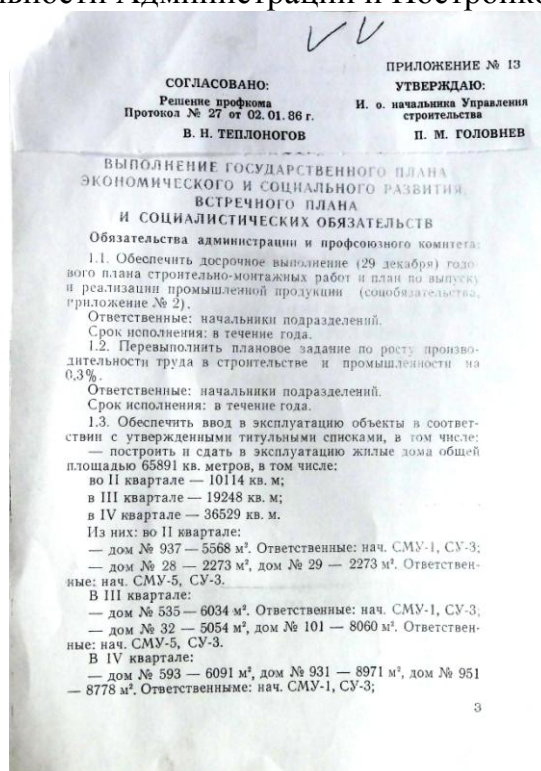 льности Администрации и Постройко
ПРИЛОЖЕНИЕ № 13
СОГЛАСОВАНО:
УТВЕРЖДАЮ:
Решение профкома
Протокол № 27 от 02. 01. 86 г.
И. о. начальника Управления
строительства
В. Н. ТЕПЛОНОГОВ
П. М. ГОЛОВНЕВ
ВЫПОЛНЕНИЕ ГОСУДАРСТВЕННОГО ПЛАНА
ЭКОНОМИЧЕСКОГО И СОЦИАЛЬНОГО РАЗВИТИЯ
ВСТРЕЧНОГО ПЛАНА
И СОЦИАЛИСТИЧЕСКИХ ОБЯЗАТЕЛЬСТВ
Обязательства администрации и профсоюзного комитета:
1.1. Обеспечить досрочное выполнение (29 декабря) годо
вого плана строительно-монтажных работ и план по выпуску
и реализации промышленной продукции (соцобязательства,
приложение № 2).
Ответственные: начальники подразделений.
Срок исполнения: в течение года.
1.2. Перевыполнить плановое задание по росту произво-
дительности труда в строительстве и промышленности на
0,3%.
Ответственные: начальники подразделений.
Срок исполнения: в течение года.
1.3. Обеспечить ввод в эксплуатацию объекты в соответ-
ствии с утвержденными титульными списками, в том числе:
— построить и сдать в эксплуатацию жилые дома общей
площадью 65891 кв. метров, в том числе:
во II квартале — 10114 кв. м;
в III квартале — 19248 кв. м;
в IV квартале — 36529 кв. м.
Из них: во II квартале:
— дом № 937 — 5568 м². Ответственные: нач. СМУ-1, СУ-3;
— дом № 28 — 2273 м², дом № 29 — 2273 м². Ответствен-
ные: нач. СМУ-5, СУ-3.
В III квартале:
— дом № 535 — 6034 м². Ответственные: нач. СМУ-1, СУ-3;
— дом № 32 — 5054 м², дом № 101 — 8060 м². Ответствен-
ные: нач. СМУ-5, СУ-3.
В IV квартале:
— дом № 593 — 6091 м², дом № 931 — 8971 м², дом № 951
— 8778 м². Ответственныме: нач. СМУ-1, СУ-3;
3